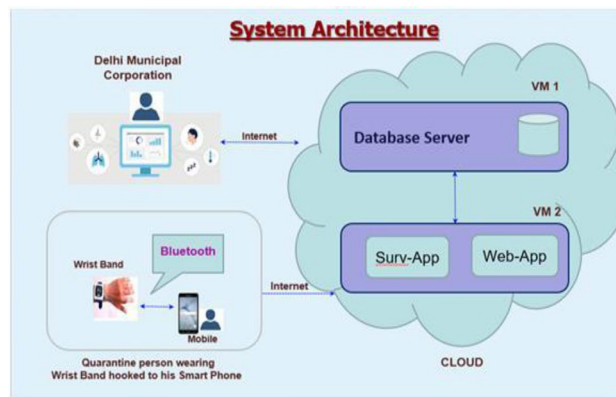 System Architecture
Delhi Municipal
Corporation
Internet
VM 1
Database Server
VM 2
Surv-App
Web-App
Bluetooth
Wrist Band
Internet
Mobile
Quarantine person wearing
Wrist Band hooked to his Smart Phone
CLOUD